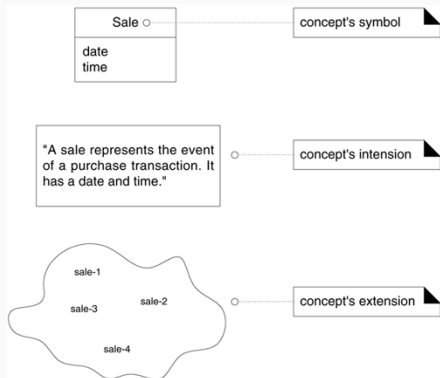 Sale
concept's symbol
date
time
"A sale represents the event
of a purchase transaction. It
has a date and time."
concept's intension
sale-1
sale-2
sale-3
sale-4
concept's extension